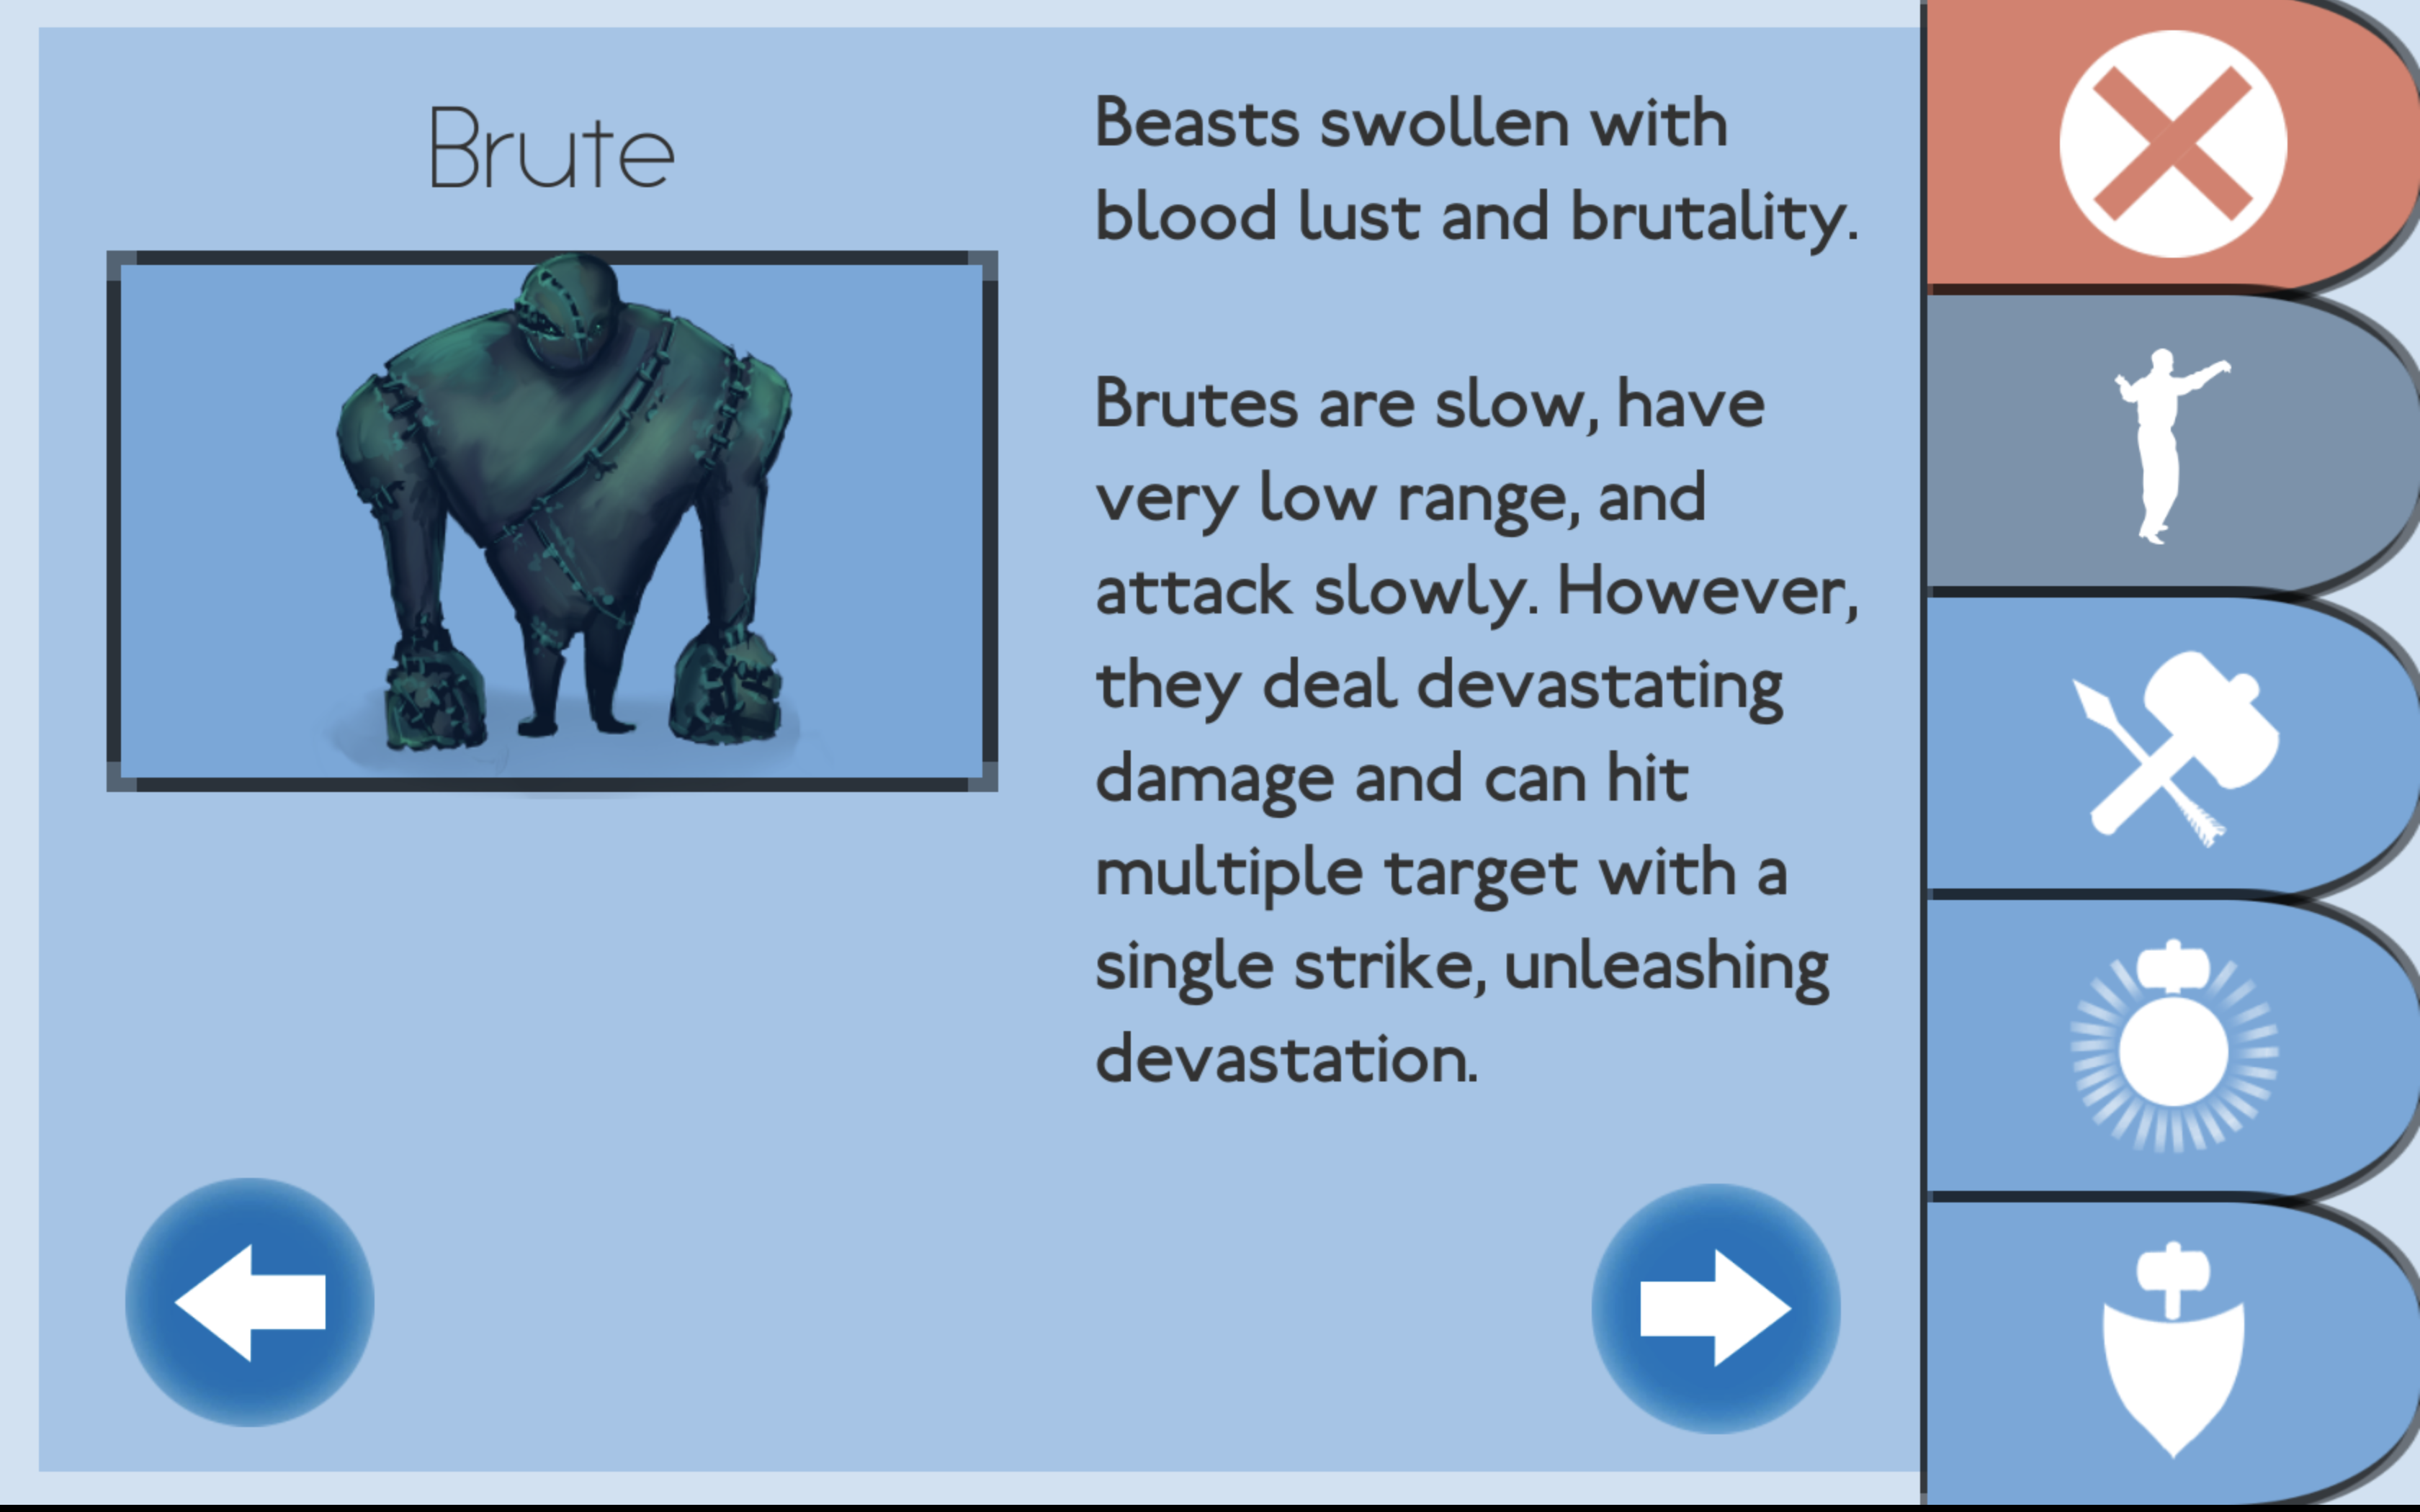 Brute
Beasts swollen with
blood lust and brutality.
Brutes are slow, have
very low range, and
attack slowly. However,
they deal devastating
damage and can hit
multiple target with a
single strike, unleashing
devastation.